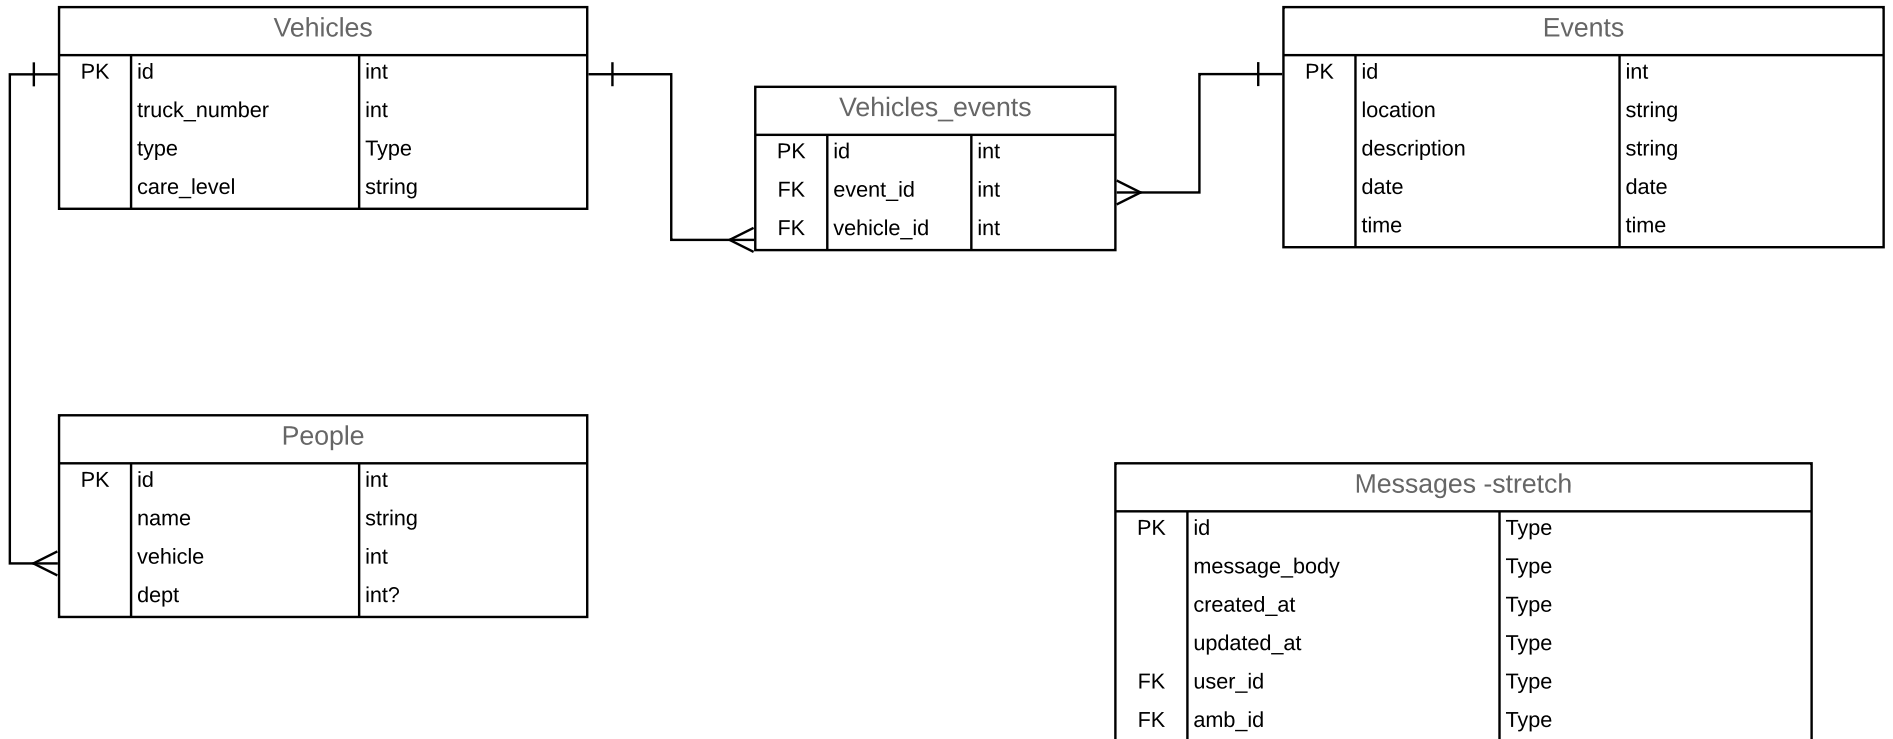 Vehicles
PK id int
truck_number int
type Type
care_level string
Vehicles_events
PK id int
FK event_id int
FK vehicle_id int
Events
PK id int
location string
description string
date date
time time
People
PK id int
name string
vehicle int
dept int?
Messages -stretch
PK id Type
message_body Type
created_at Type
updated_at Type
FK user_id Type
FK amb_id Type